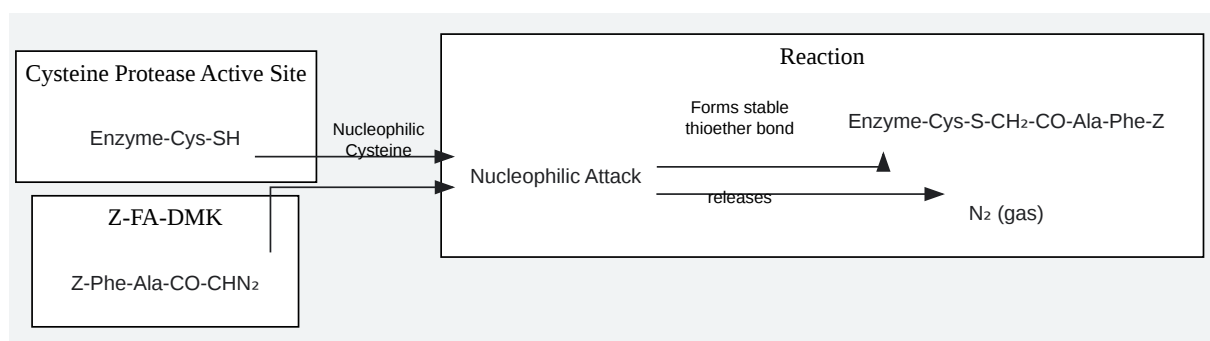 Cysteine Protease Active Site
Enzyme-Cys-SH
Z-FA-DMK
Z-Phe-Ala-CO-CHN₂
Nucleophilic
Cysteine
Reaction
Nucleophilic Attack
Forms stable
thioether bond
Enzyme-Cys-S-CH₂-CO-Ala-Phe-Z
releases
N₂ (gas)